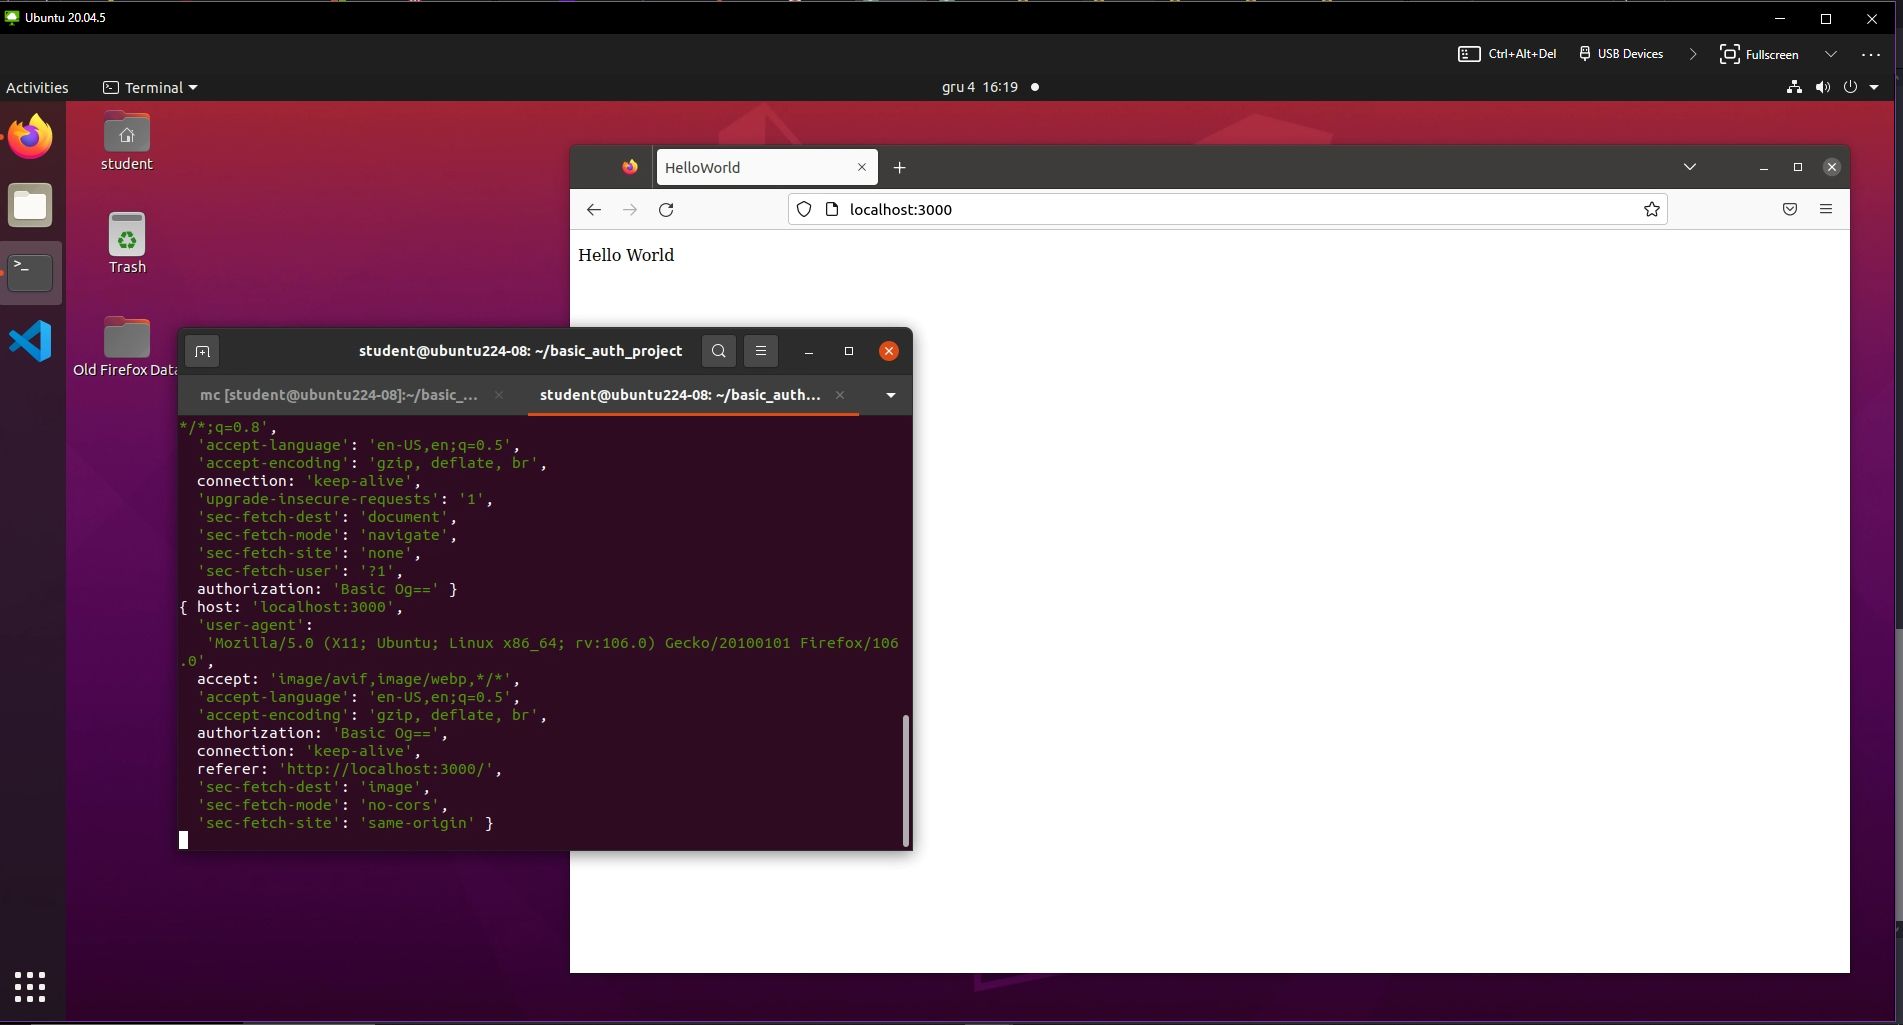 Ubuntu 20.04.5
Ctrl+Alt+Del
USB Devices
Fullscreen
Activities
Terminal
gru 4 16:19
student
Trash
Old Firefox Data
HelloWorld
localhost:3000
Hello World
student@ubuntu224-08: ~/basic_auth_project
mc [student@ubuntu224-08]:~/basic_...
student@ubuntu224-08: ~/basic_auth...
*/*;q=0.8',
'accept-language': 'en-US,en;q=0.5',
'accept-encoding': 'gzip, deflate, br',
connection: 'keep-alive',
'upgrade-insecure-requests': '1',
'sec-fetch-dest': 'document',
'sec-fetch-mode': 'navigate',
'sec-fetch-site': 'none',
'sec-fetch-user': '?1',
authorization: 'Basic Og==' }
{ host: 'localhost:3000',
'user-agent':
'Mozilla/5.0 (X11; Ubuntu; Linux x86_64; rv:106.0) Gecko/20100101 Firefox/106
.0',
accept: 'image/avif,image/webp,*/*',
'accept-language': 'en-US,en;q=0.5',
'accept-encoding': 'gzip, deflate, br',
authorization: 'Basic Og==',
connection: 'keep-alive',
referer: 'http://localhost:3000/',
'sec-fetch-dest': 'image',
'sec-fetch-mode': 'no-cors',
'sec-fetch-site': 'same-origin' }